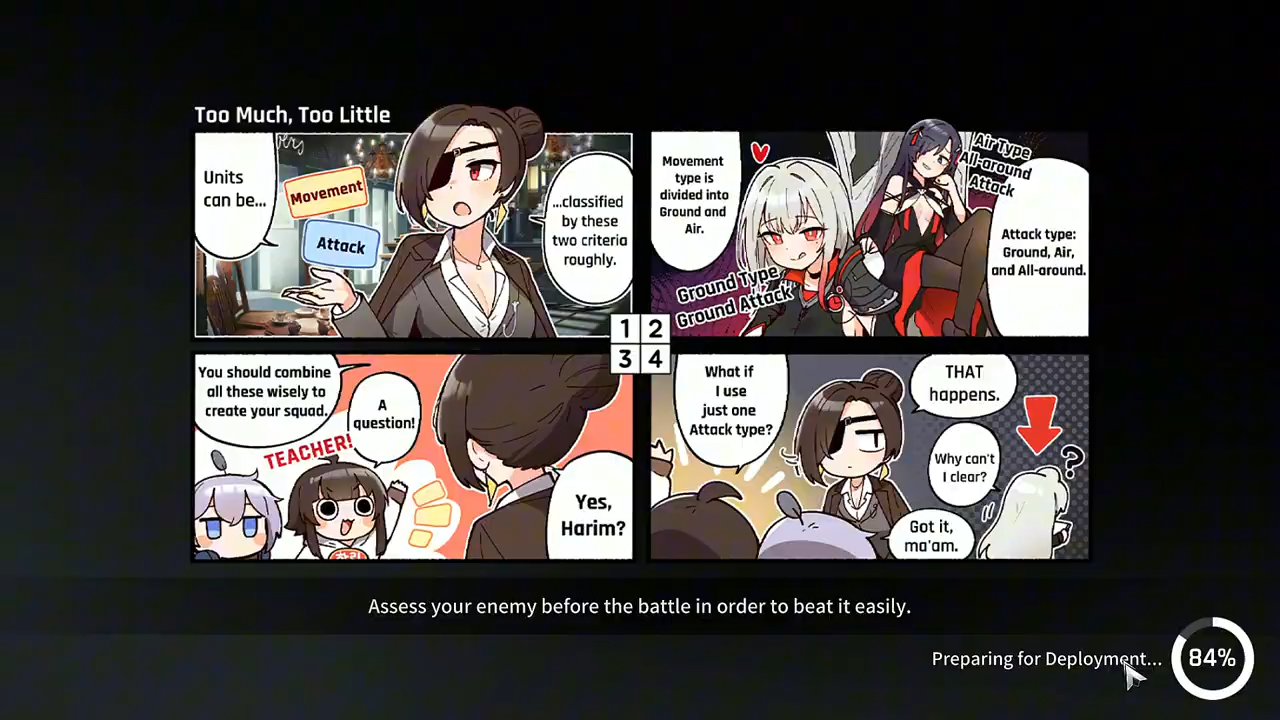 Too Much, Too Little
Units
can be...
Movement
Attack
...classified
by these
two criteria
roughly.
Movement
type is
divided into
Ground and
Air.
Ground Type
Ground Attack
Air Type
All-around
Attack
Attack type:
Ground, Air,
and All-around.
1 2
3 4
You should combine
all these wisely to
create your squad.
TEACHER!
A
question!
Yes,
Harim?
What if
I use
just one
Attack type?
THAT
happens.
Why can't
I clear?
?
Got it,
ma'am.
Assess your enemy before the battle in order to beat it easily.
Preparing for Deployment...
84%